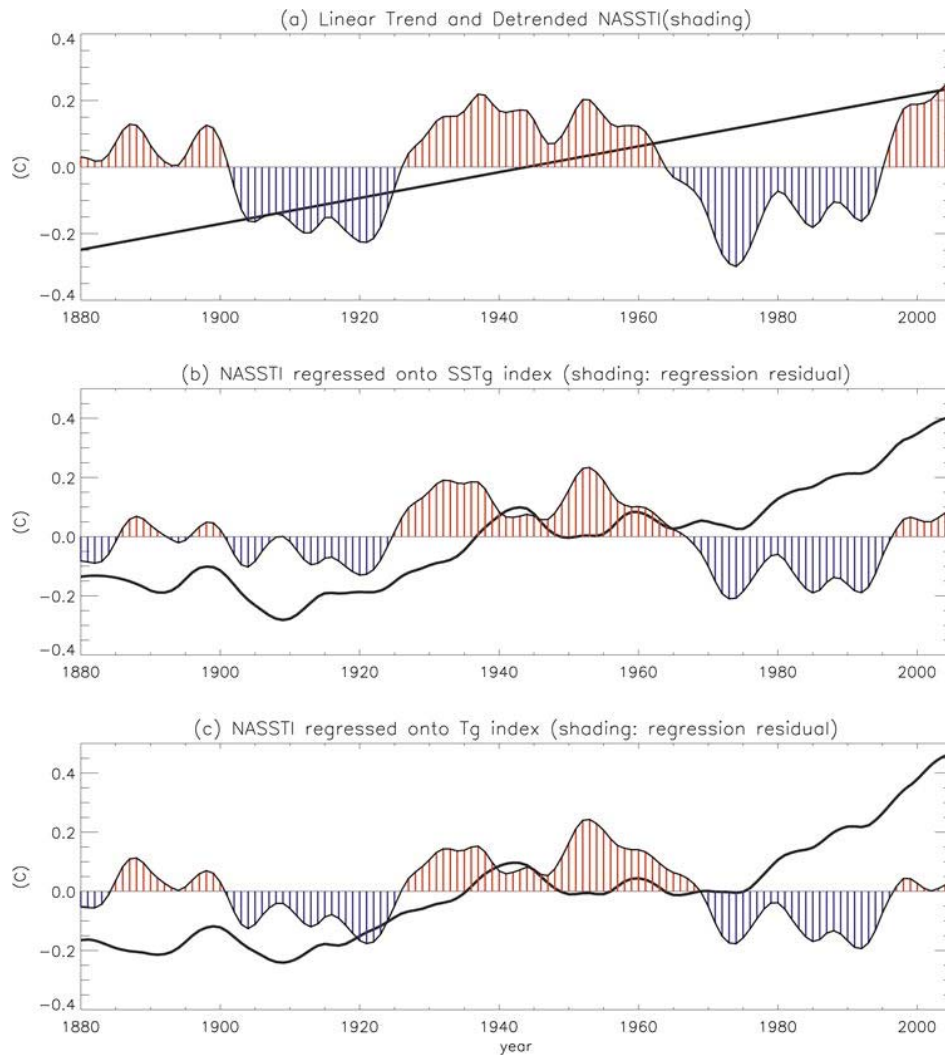 (a) Linear Trend and Detrended NASSTI(shading)
0.4
0.2
0.0
−0.2
−0.4
(C)
1880 1900 1920 1940 1960 1980 2000
(b) NASSTI regressed onto SSTg index (shading: regression residual)
0.4
0.2
0.0
−0.2
−0.4
(C)
1880 1900 1920 1940 1960 1980 2000
(c) NASSTI regressed onto Tg index (shading: regression residual)
0.4
0.2
0.0
−0.2
−0.4
(C)
1880 1900 1920 1940 1960 1980 2000
year